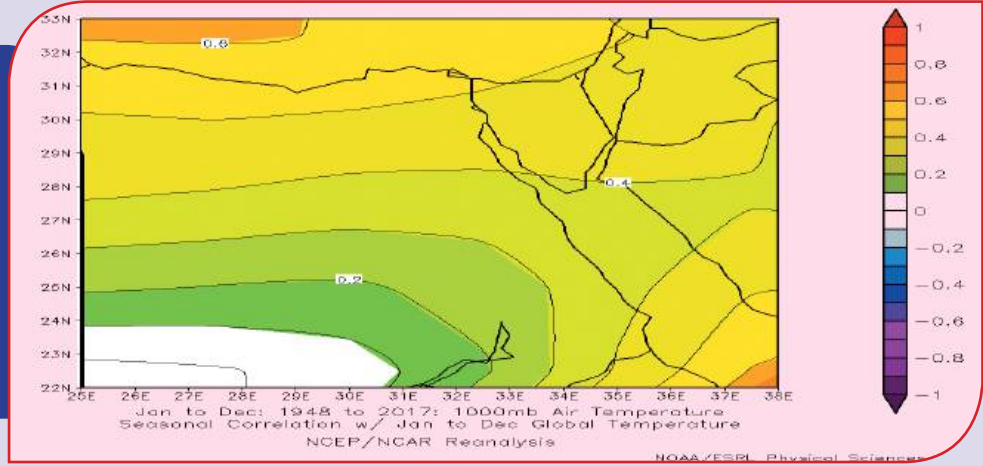 33N
32N
31N
30N
29N
28N
27N
26N
25N
24N
23N
22N
0.6
0.4
0.2
25E 26E 27E 28E 29E 30E 31E 32E 33E 34E 35E 36E 37E 38E
1
0.8
0.6
0.4
0.2
0
-0.2
-0.4
-0.6
-0.8
-1
Jan to Dec: 1948 to 2017: 1000mb Air Temperature
Seasonal Correlation w/ Jan to Dec Global Temperature
NCEP/NCAR Reanalysis
NOAA/ESRL Physical Sciences